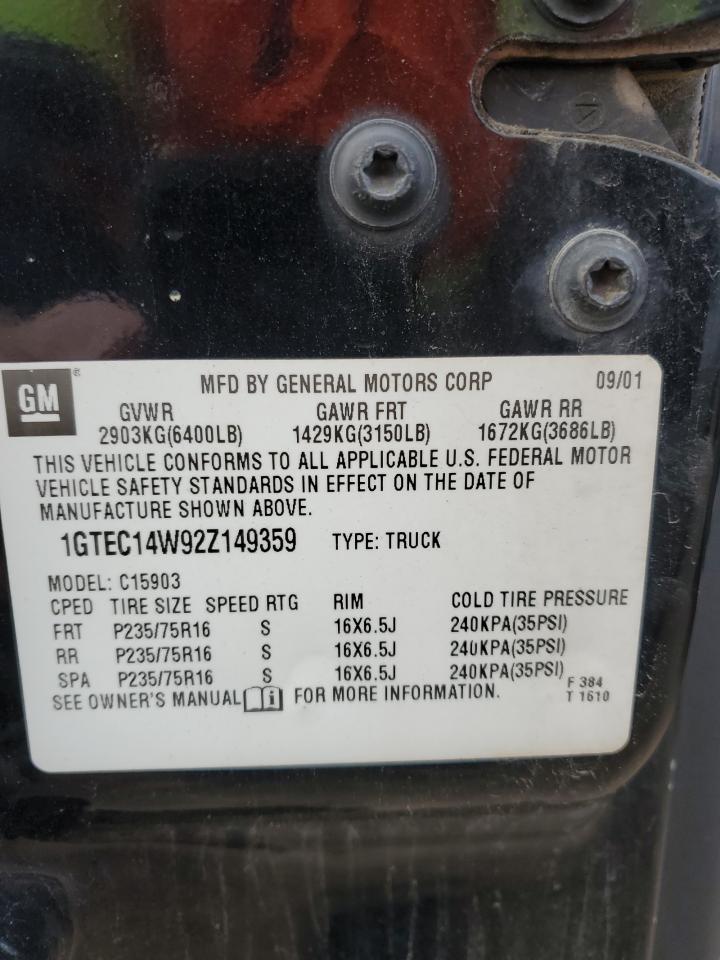 GM ®
MFD BY GENERAL MOTORS CORP 09/01
GVWR GAWR FRT GAWR RR
2903KG(6400LB) 1429KG(3150LB) 1672KG(3686LB)
THIS VEHICLE CONFORMS TO ALL APPLICABLE U.S. FEDERAL MOTOR
VEHICLE SAFETY STANDARDS IN EFFECT ON THE DATE OF
MANUFACTURE SHOWN ABOVE.
1GTEC14W92Z149359 TYPE: TRUCK
MODEL: C15903
CPED TIRE SIZE SPEED RTG RIM COLD TIRE PRESSURE
FRT P235/75R16 S 16X6.5J 240KPA(35PSI)
RR P235/75R16 S 16X6.5J 240KPA(35PSI)
SPA P235/75R16 S 16X6.5J 240KPA(35PSI)
F 384
SEE OWNER'S MANUAL i FOR MORE INFORMATION. T 1610